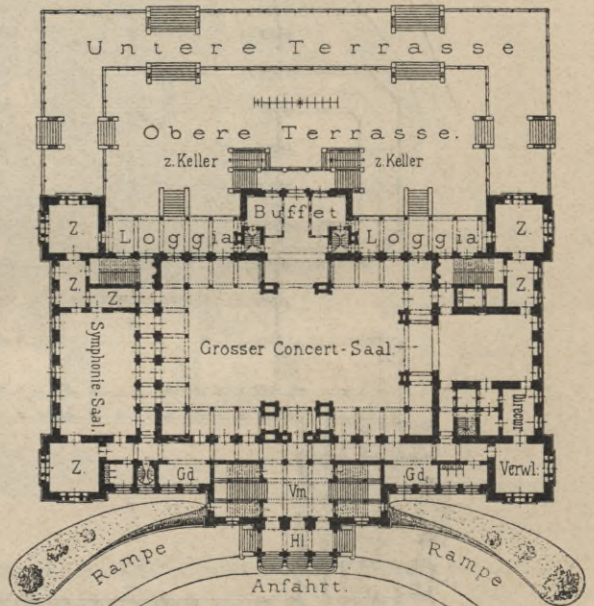 Untere Terrasse
Obere Terrasse.
z. Keller z. Keller
Buffet
Z. Loggia Loggia Z.
Z. Z.
Z.
Symphonie-Saal.
Grosser Concert-Saal.
Directn.
Z. Gd. Vm. Gd. Verwl.
Hl
Rampe Rampe
Anfahrt.